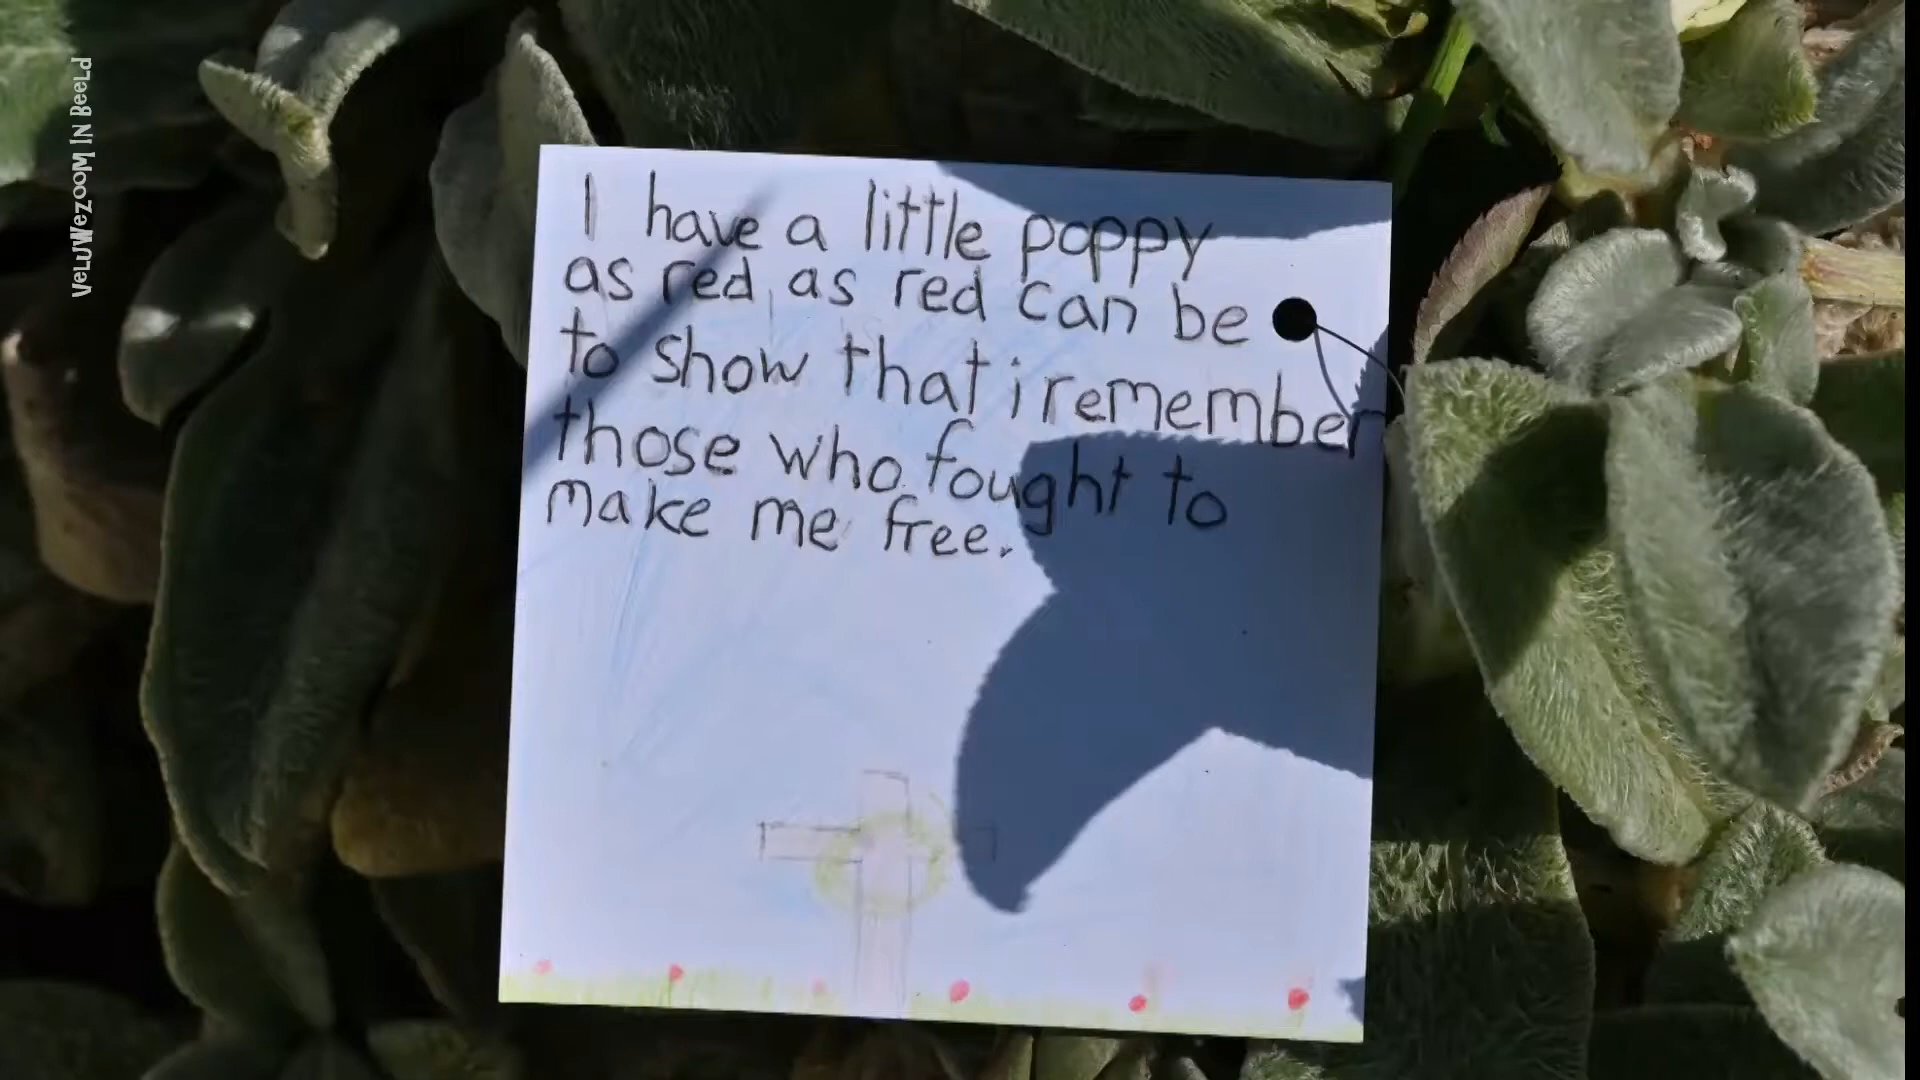 VELUWEZOOM IN BEELD
I have a little poppy
as red as red can be
to show that i remember
those who fought to
make me free.